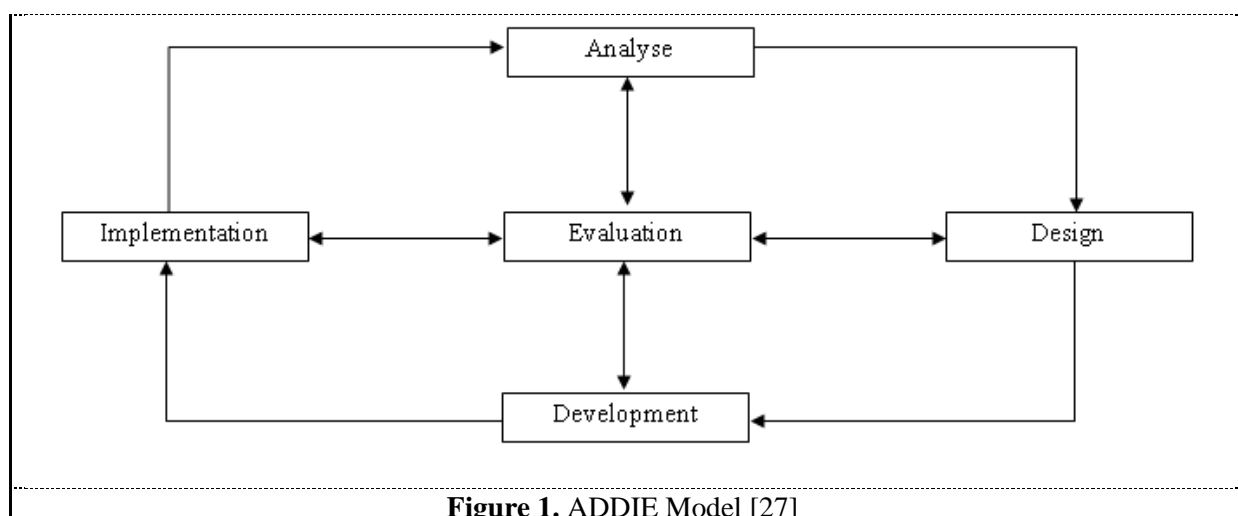 Analyse
Implementation
Evaluation
Design
Development
Figure 1. ADDIE Model [27]